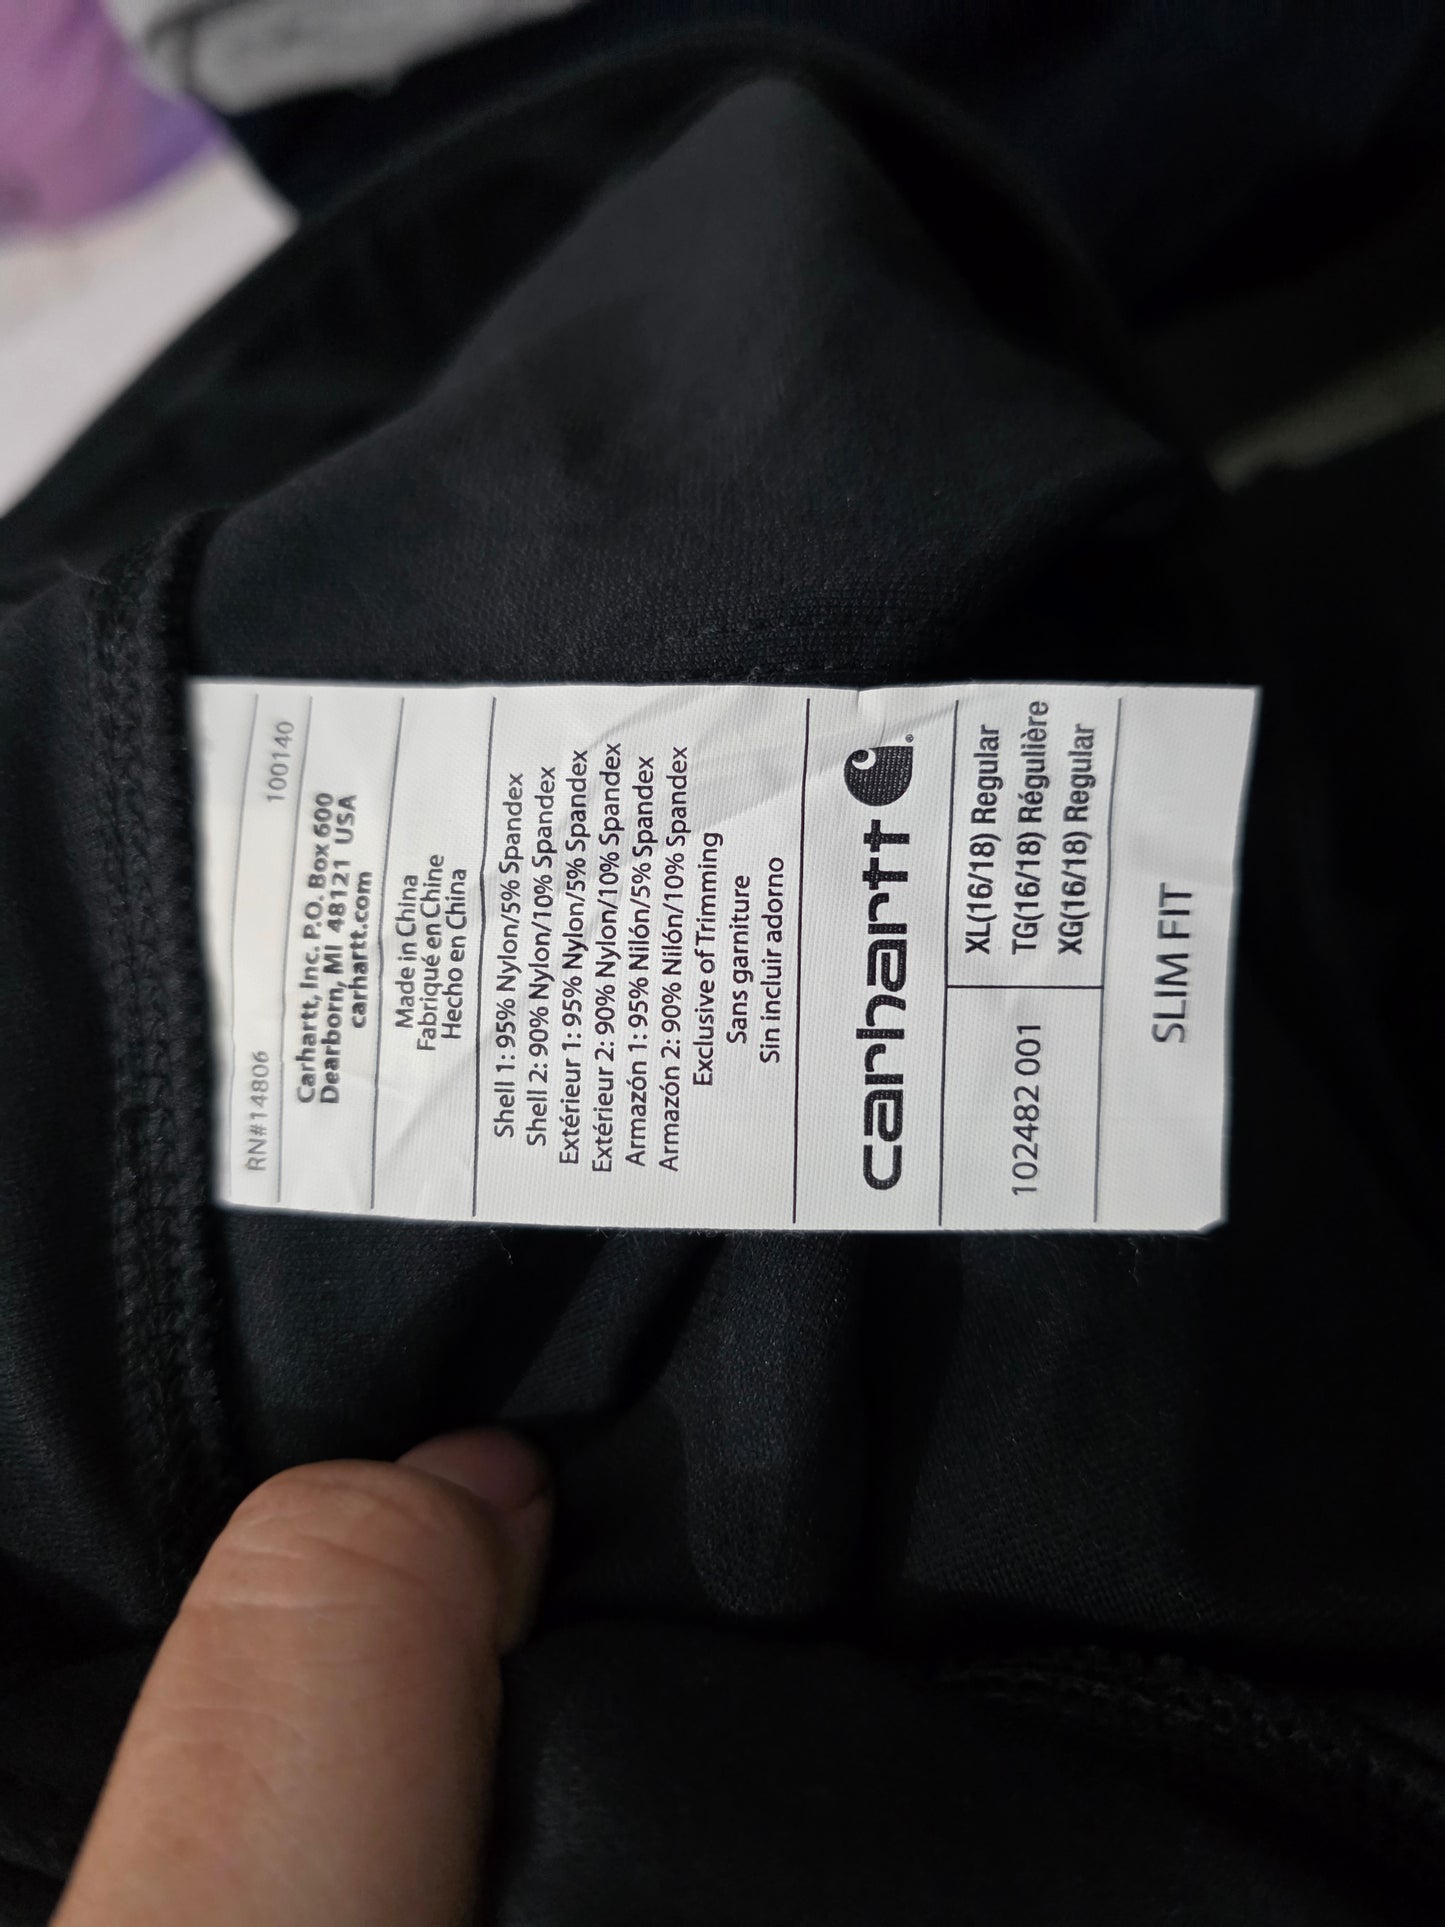 RN#14806 100140
Carhartt, Inc. P.O. Box 600
Dearborn, MI 48121 USA
carhartt.com
Made in China
Fabriqué en Chine
Hecho en China
Shell 1: 95% Nylon/5% Spandex
Shell 2: 90% Nylon/10% Spandex
Extérieur 1: 95% Nylon/5% Spandex
Extérieur 2: 90% Nylon/10% Spandex
Armazón 1: 95% Nilón/5% Spandex
Armazón 2: 90% Nilón/10% Spandex
Exclusive of Trimming
Sans garniture
Sin incluir adorno
carhartt ®
102482 001
XL(16/18) Regular
TG(16/18) Régulière
XG(16/18) Regular
SLIM FIT